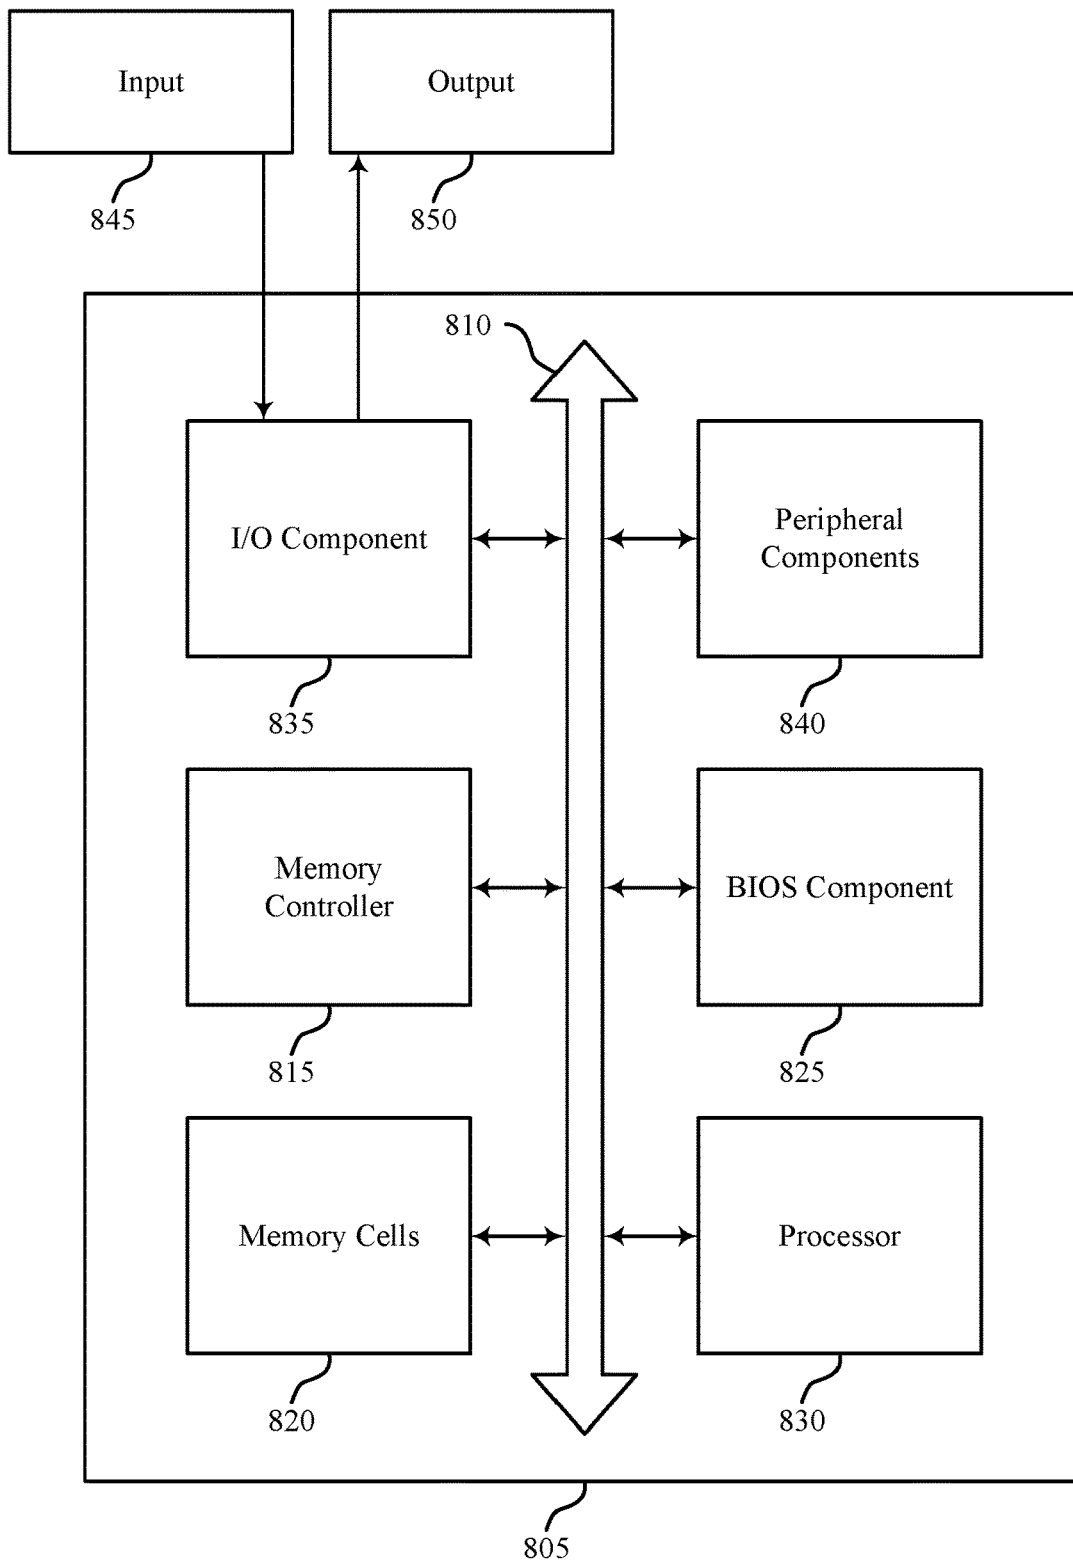 Input
Output
845
850
810
I/O Component
Peripheral
Components
835
840
Memory
Controller
BIOS Component
815
825
Memory Cells
Processor
820
830
805